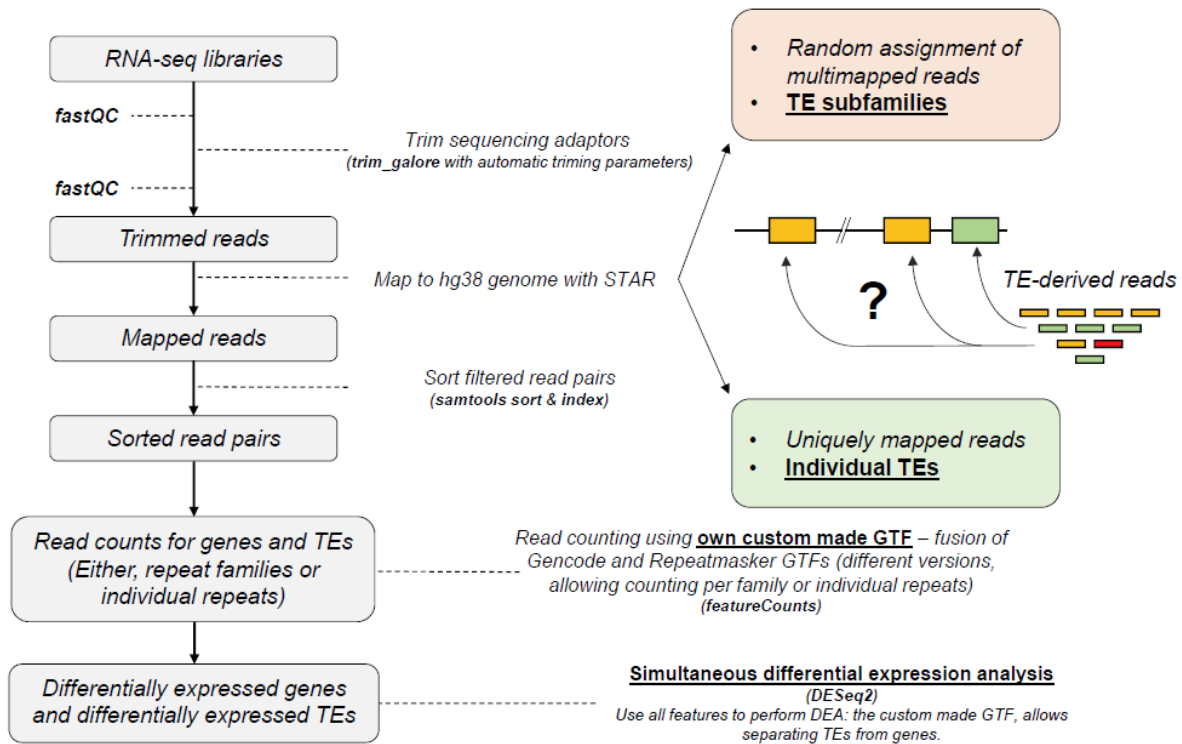 RNA-seq libraries
fastQC
Trim sequencing adaptors
(trim_galore with automatic triming parameters)
fastQC
Trimmed reads
Map to hg38 genome with STAR
Mapped reads
Sort filtered read pairs
(samtools sort & index)
Sorted read pairs
Read counts for genes and TEs
(Either, repeat families or
individual repeats)
Read counting using own custom made GTF – fusion of
Gencode and Repeatmasker GTFs (different versions,
allowing counting per family or individual repeats)
(featureCounts)
Differentially expressed genes
and differentially expressed TEs
Simultaneous differential expression analysis
(DESeq2)
Use all features to perform DEA: the custom made GTF, allows
separating TEs from genes.
• Random assignment of
multimapped reads
• TE subfamilies
//
?
TE-derived reads
• Uniquely mapped reads
• Individual TEs